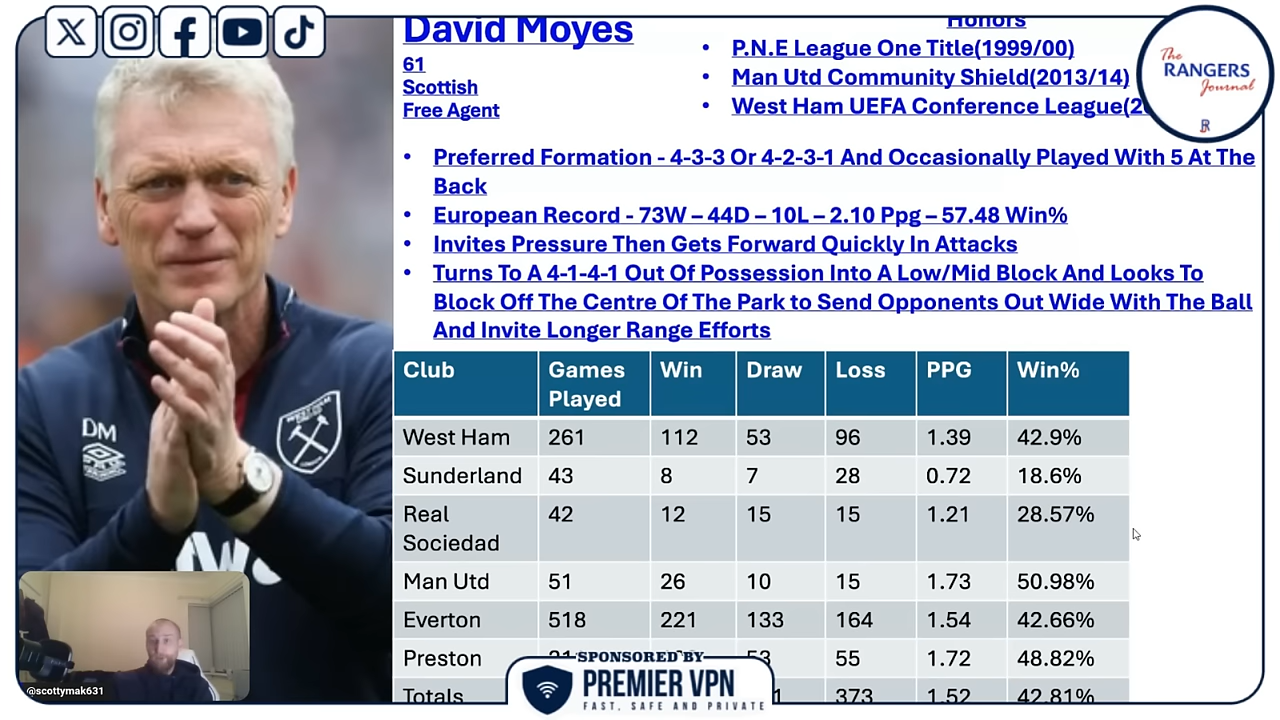 David Moyes
61
Scottish
Free Agent
Honors
• P.N.E League One Title(1999/00)
• Man Utd Community Shield(2013/14)
• West Ham UEFA Conference League(2
The
RANGERS
Journal
• Preferred Formation - 4-3-3 Or 4-2-3-1 And Occasionally Played With 5 At The
Back
• European Record - 73W – 44D – 10L – 2.10 Ppg – 57.48 Win%
• Invites Pressure Then Gets Forward Quickly In Attacks
• Turns To A 4-1-4-1 Out Of Possession Into A Low/Mid Block And Looks To
Block Off The Centre Of The Park to Send Opponents Out Wide With The Ball
And Invite Longer Range Efforts
Club Games Played Win Draw Loss PPG Win%
West Ham 261 112 53 96 1.39 42.9%
Sunderland 43 8 7 28 0.72 18.6%
Real Sociedad 42 12 15 15 1.21 28.57%
Man Utd 51 26 10 15 1.73 50.98%
Everton 518 221 133 164 1.54 42.66%
Preston 53 55 1.72 48.82%
Totals 1 373 1.52 42.81%
DM
UMBRO
@scottymak631
SPONSORED BY
PREMIER VPN
FAST, SAFE AND PRIVATE